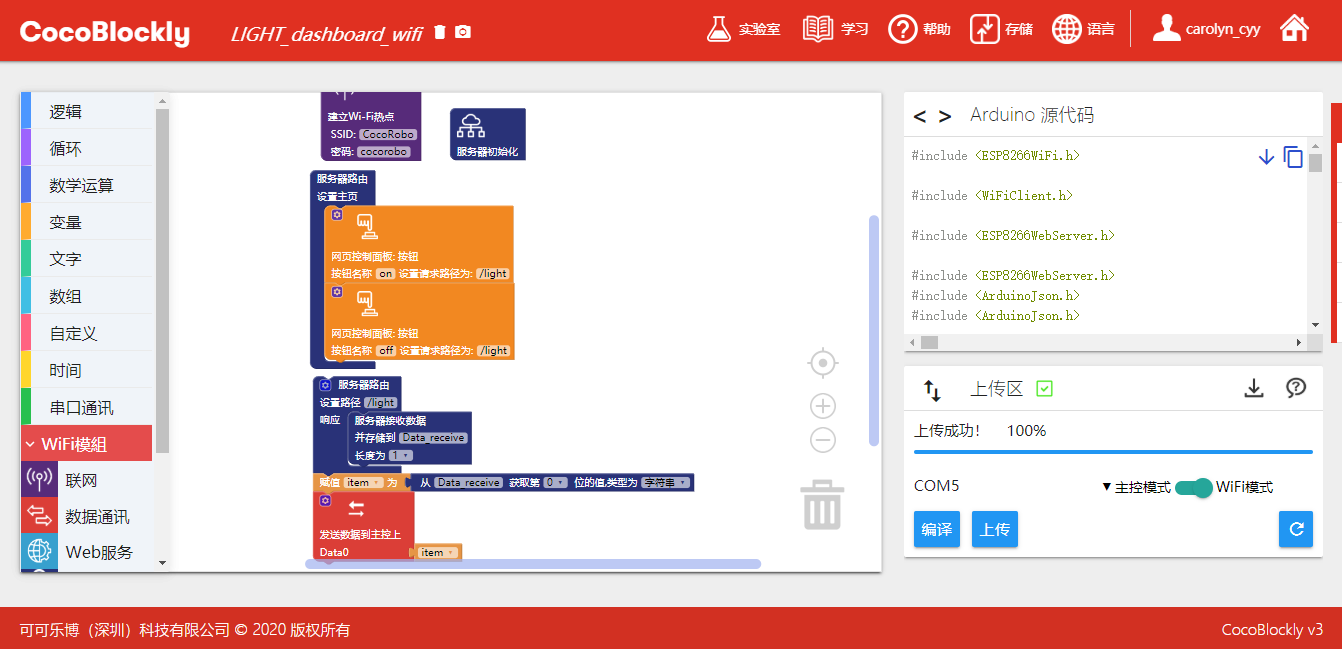 CocoBlockly
LIGHT_dashboard_wifi
实验室
学习
帮助
存储
语言
carolyn_cyy
逻辑
循环
数学运算
变量
文字
数组
自定义
时间
串口通讯
WiFi模组
联网
数据通讯
Web服务
建立Wi-Fi热点
SSID: CocoRobo
密码: cocorobo
服务器初始化
服务器路由
设置主页
网页控制面板: 按钮
按钮名称 on 设置请求路径为: /light
网页控制面板: 按钮
按钮名称 off 设置请求路径为: /light
服务器路由
设置路径 /light
响应
服务器接收数据
并存储到 Data_receive
长度为 1
赋值 item 为 从 Data_receive 获取第 0 位的值,类型为 字符串
发送数据到主控上
Data0 item
< > Arduino 源代码
#include <ESP8266WiFi.h>
#include <WiFiClient.h>
#include <ESP8266WebServer.h>
#include <ESP8266WebServer.h>
#include <ArduinoJson.h>
#include <ArduinoJson.h>
上传区
上传成功! 100%
COM5
主控模式
WiFi模式
编译
上传
可可乐博（深圳）科技有限公司 © 2020 版权所有
CocoBlockly v3